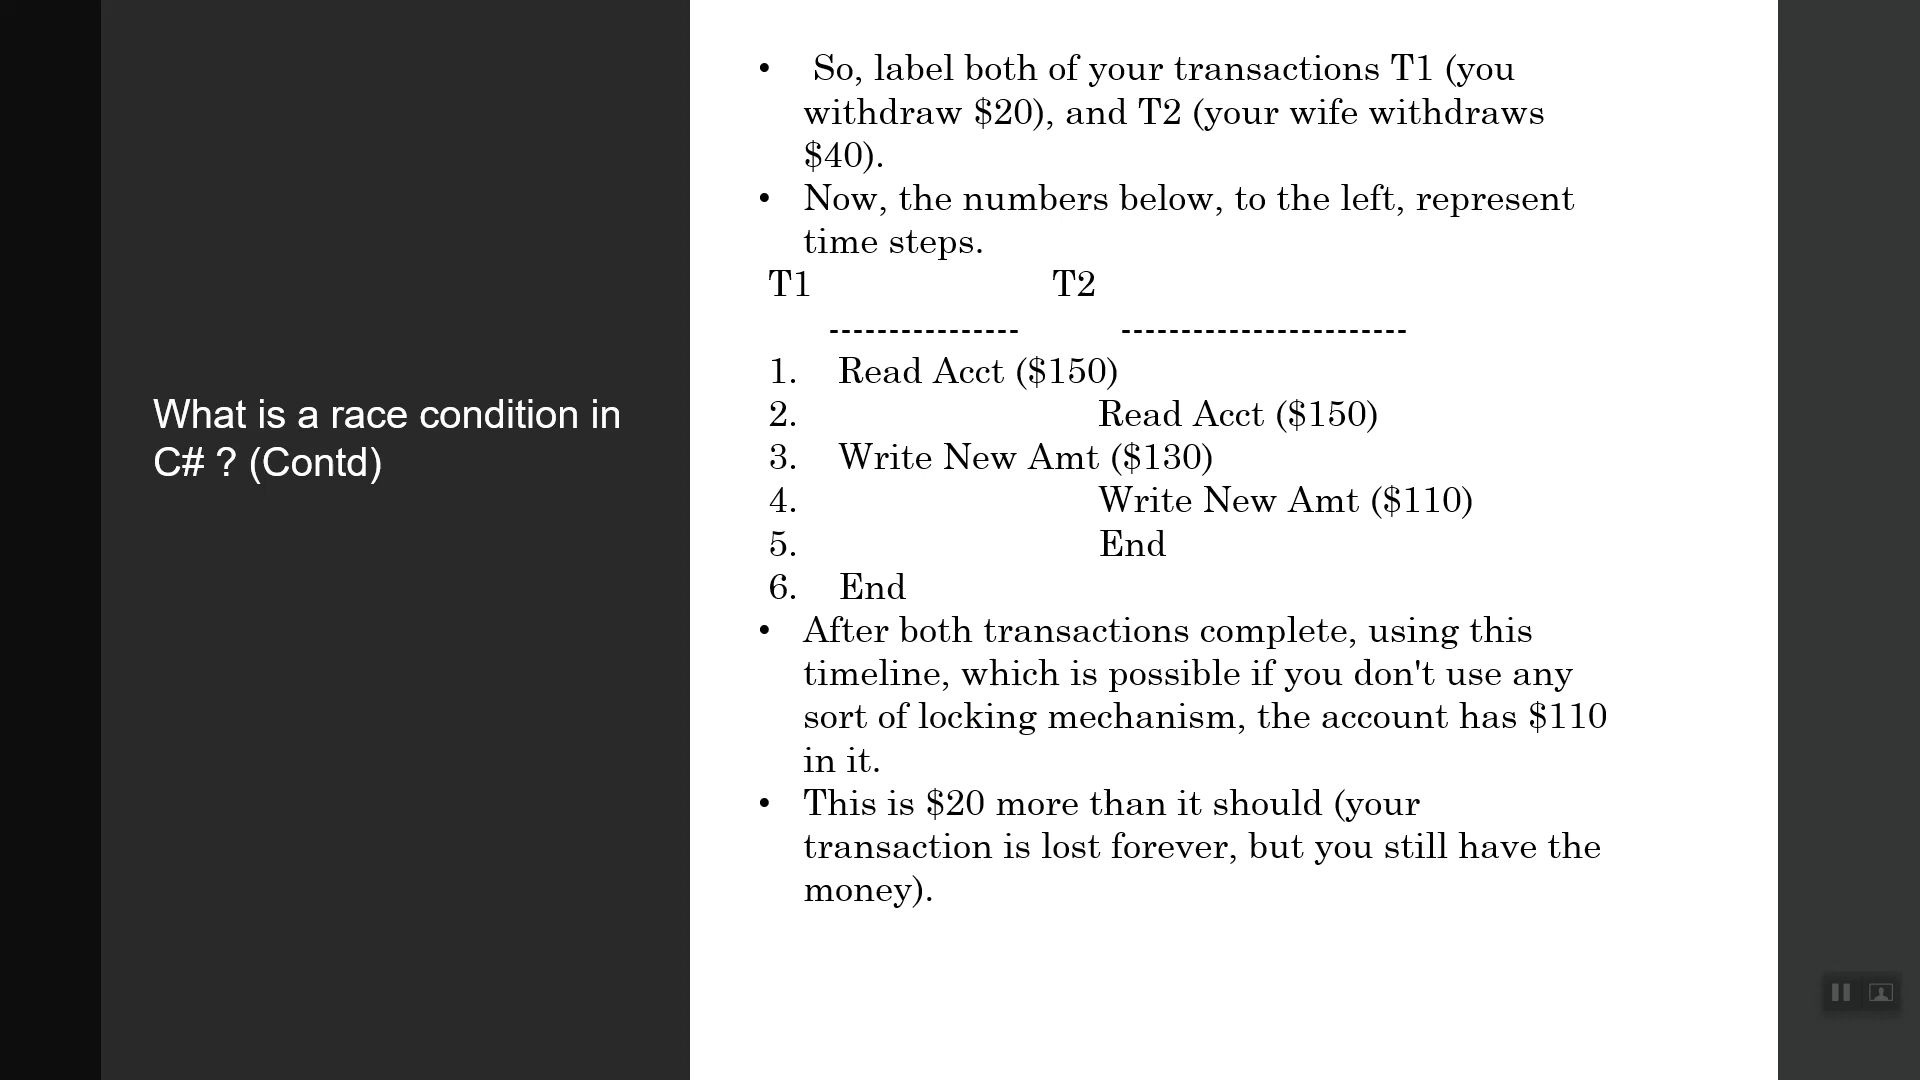 What is a race condition in
C# ? (Contd)
• So, label both of your transactions T1 (you
withdraw $20), and T2 (your wife withdraws
$40).
• Now, the numbers below, to the left, represent
time steps.
T1 T2
---------------- ------------------------
1. Read Acct ($150)
2. Read Acct ($150)
3. Write New Amt ($130)
4. Write New Amt ($110)
5. End
6. End
• After both transactions complete, using this
timeline, which is possible if you don't use any
sort of locking mechanism, the account has $110
in it.
• This is $20 more than it should (your
transaction is lost forever, but you still have the
money).